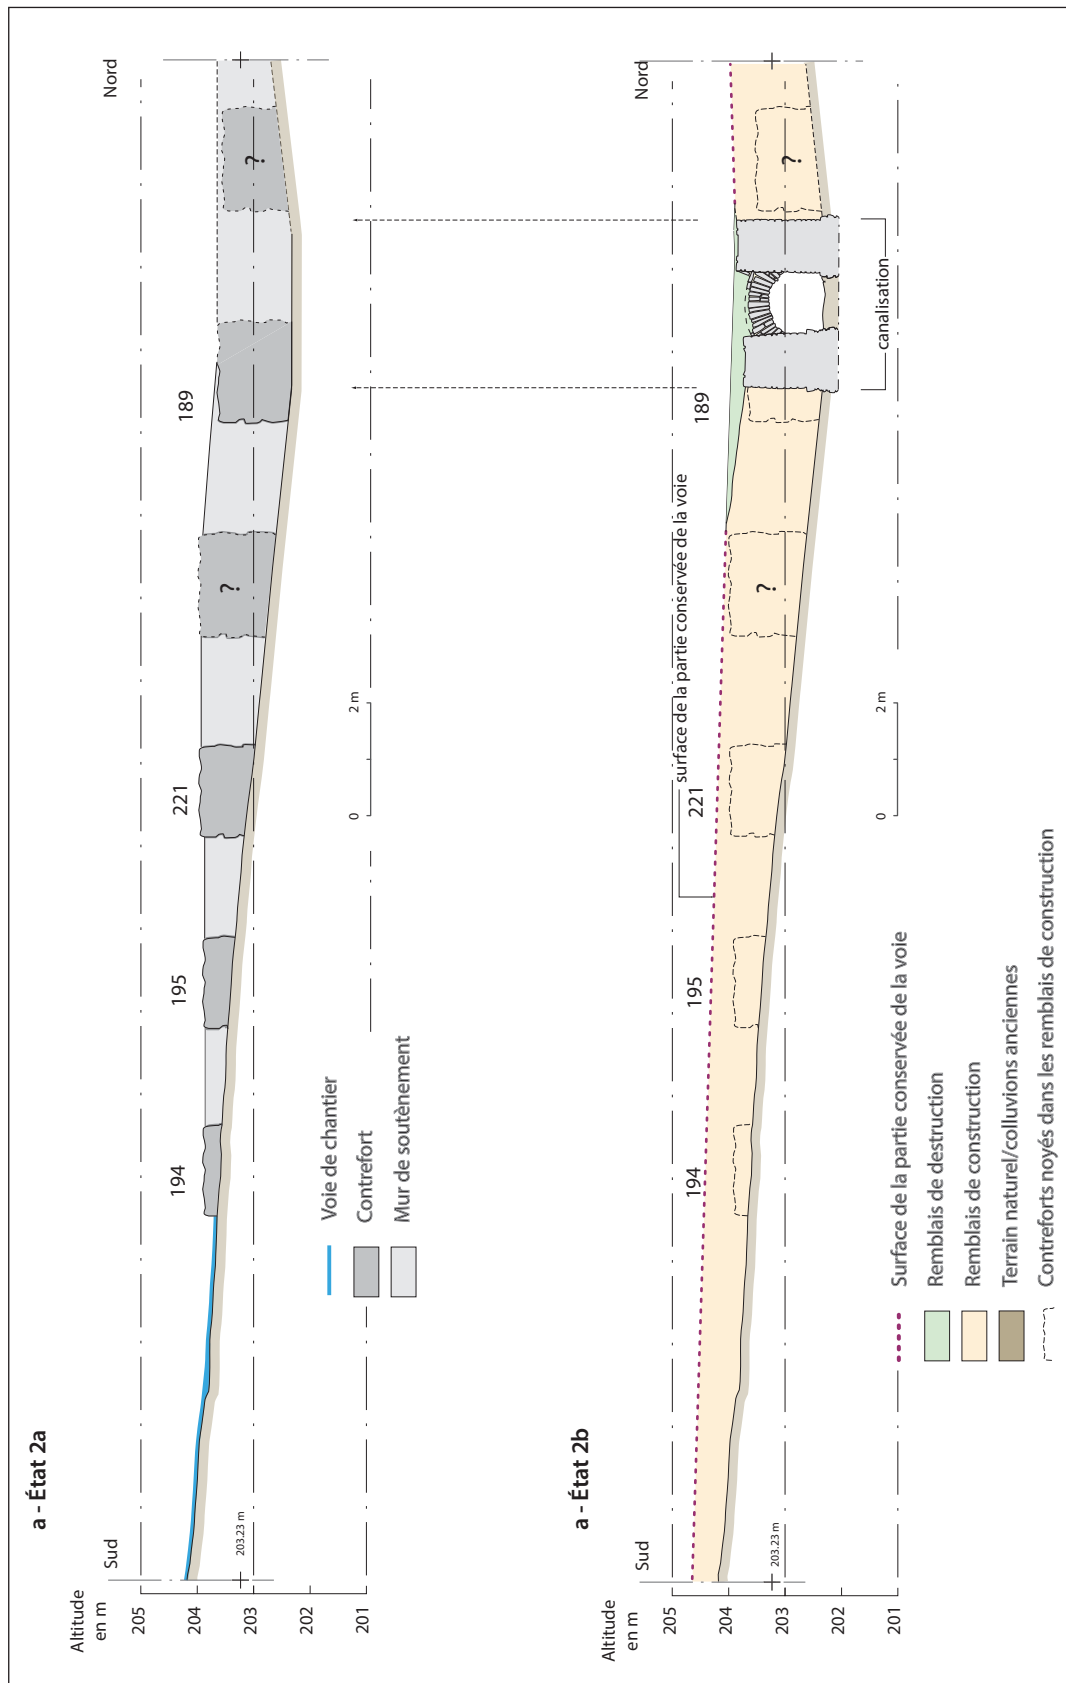 a - État 2a
Altitude
en m
Sud
Nord
205
204
203
202
201
203.23 m
194
195
221
?
189
?
0
2 m
Voie de chantier
Contrefort
Mur de soutènement
a - État 2b
Altitude
en m
Sud
Nord
205
204
203
202
201
203.23 m
194
195
221
surface de la partie conservée de la voie
?
189
?
canalisation
0
2 m
Surface de la partie conservée de la voie
Remblais de destruction
Remblais de construction
Terrain naturel/colluvions anciennes
Contreforts noyés dans les remblais de construction